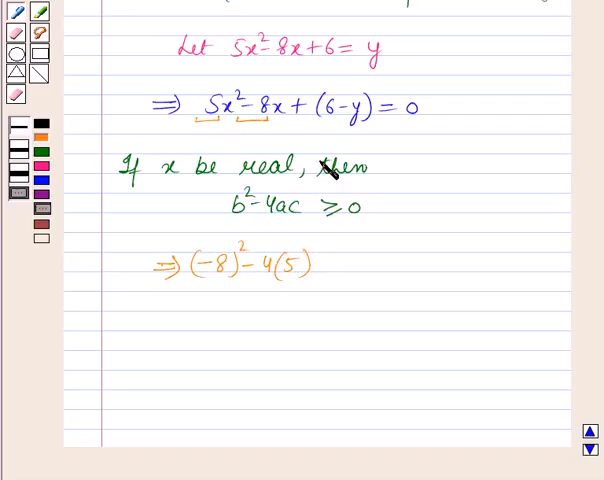 Let 5x²-8x+6 = y
⇒ 5x²-8x+(6-y) = 0
If x be real, then
b²-4ac ≥ 0
⇒ (-8)²-4(5)